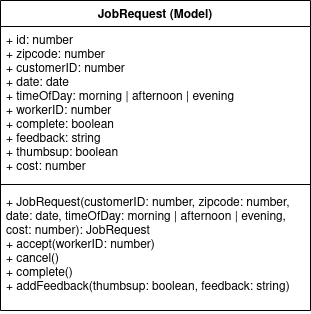 JobRequest (Model)
+ id: number
+ zipcode: number
+ customerID: number
+ date: date
+ timeOfDay: morning | afternoon | evening
+ workerID: number
+ complete: boolean
+ feedback: string
+ thumbsup: boolean
+ cost: number
+ JobRequest(customerID: number, zipcode: number,
date: date, timeOfDay: morning | afternoon | evening,
cost: number): JobRequest
+ accept(workerID: number)
+ cancel()
+ complete()
+ addFeedback(thumbsup: boolean, feedback: string)